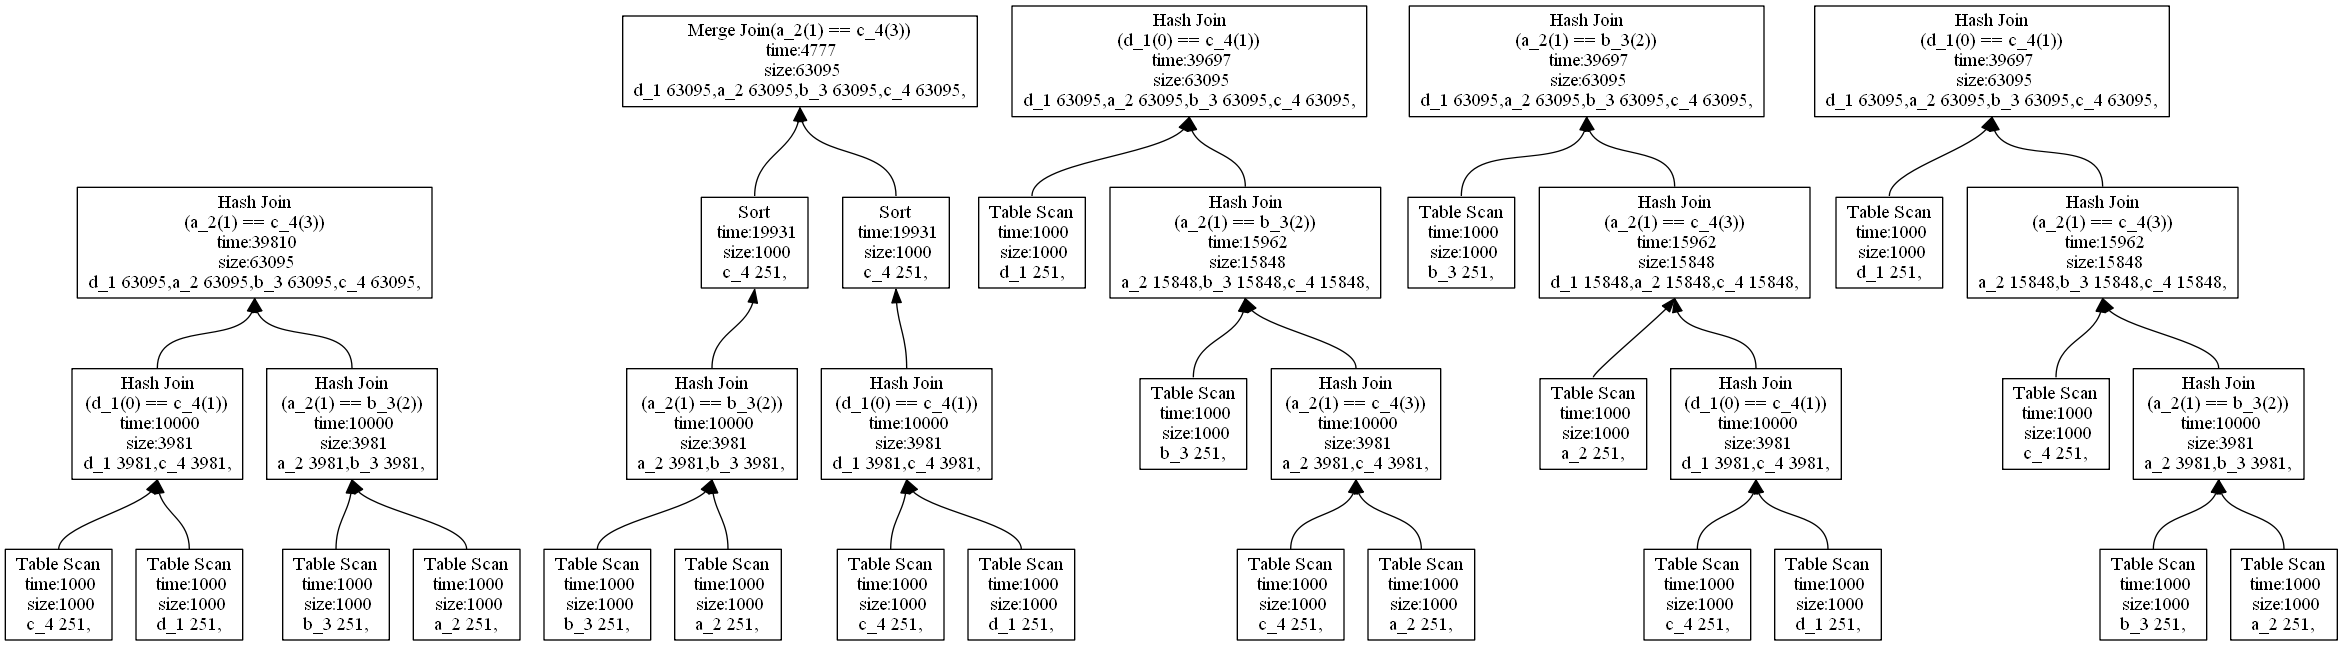 Merge Join(a_2(1) == c_4(3))
time:4777
size:63095
d_1 63095,a_2 63095,b_3 63095,c_4 63095,
Hash Join
(d_1(0) == c_4(1))
time:39697
size:63095
d_1 63095,a_2 63095,b_3 63095,c_4 63095,
Hash Join
(a_2(1) == b_3(2))
time:39697
size:63095
d_1 63095,a_2 63095,b_3 63095,c_4 63095,
Hash Join
(d_1(0) == c_4(1))
time:39697
size:63095
d_1 63095,a_2 63095,b_3 63095,c_4 63095,
Hash Join
(a_2(1) == c_4(3))
time:39810
size:63095
d_1 63095,a_2 63095,b_3 63095,c_4 63095,
Sort
time:19931
size:1000
c_4 251,
Sort
time:19931
size:1000
c_4 251,
Table Scan
time:1000
size:1000
d_1 251,
Hash Join
(a_2(1) == b_3(2))
time:15962
size:15848
a_2 15848,b_3 15848,c_4 15848,
Table Scan
time:1000
size:1000
b_3 251,
Hash Join
(a_2(1) == c_4(3))
time:15962
size:15848
d_1 15848,a_2 15848,c_4 15848,
Table Scan
time:1000
size:1000
d_1 251,
Hash Join
(a_2(1) == c_4(3))
time:15962
size:15848
a_2 15848,b_3 15848,c_4 15848,
Hash Join
(d_1(0) == c_4(1))
time:10000
size:3981
d_1 3981,c_4 3981,
Hash Join
(a_2(1) == b_3(2))
time:10000
size:3981
a_2 3981,b_3 3981,
Hash Join
(a_2(1) == b_3(2))
time:10000
size:3981
a_2 3981,b_3 3981,
Hash Join
(d_1(0) == c_4(1))
time:10000
size:3981
d_1 3981,c_4 3981,
Table Scan
time:1000
size:1000
b_3 251,
Hash Join
(a_2(1) == c_4(3))
time:10000
size:3981
a_2 3981,c_4 3981,
Table Scan
time:1000
size:1000
a_2 251,
Hash Join
(d_1(0) == c_4(1))
time:10000
size:3981
d_1 3981,c_4 3981,
Table Scan
time:1000
size:1000
c_4 251,
Hash Join
(a_2(1) == b_3(2))
time:10000
size:3981
a_2 3981,b_3 3981,
Table Scan
time:1000
size:1000
c_4 251,
Table Scan
time:1000
size:1000
d_1 251,
Table Scan
time:1000
size:1000
b_3 251,
Table Scan
time:1000
size:1000
a_2 251,
Table Scan
time:1000
size:1000
b_3 251,
Table Scan
time:1000
size:1000
a_2 251,
Table Scan
time:1000
size:1000
c_4 251,
Table Scan
time:1000
size:1000
d_1 251,
Table Scan
time:1000
size:1000
c_4 251,
Table Scan
time:1000
size:1000
a_2 251,
Table Scan
time:1000
size:1000
c_4 251,
Table Scan
time:1000
size:1000
d_1 251,
Table Scan
time:1000
size:1000
b_3 251,
Table Scan
time:1000
size:1000
a_2 251,